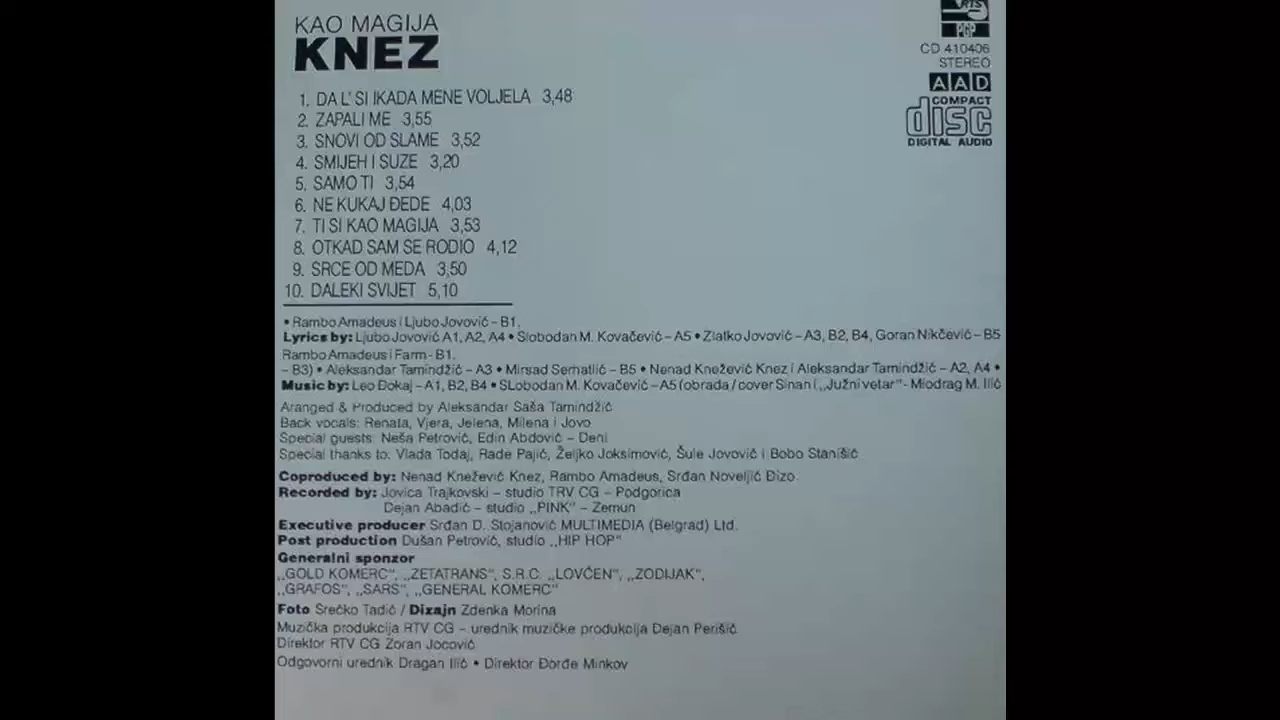 KAO MAGIJA
KNEZ
1. DA L' SI IKADA MENE VOLJELA 3,48
2. ZAPALI ME 3,55
3. SNOVI OD SLAME 3,52
4. SMIJEH I SUZE 3,20
5. SAMO TI 3,54
6. NE KUKAJ ĐEDE 4,03
7. TI SI KAO MAGIJA 3,53
8. OTKAD SAM SE RODIO 4,12
9. SRCE OD MEDA 3,50
10. DALEKI SVIJET 5,10
RTS
PGP
CD 410406
STEREO
AAD
COMPACT
disc
DIGITAL AUDIO
• Rambo Amadeus i Ljubo Jovović – B1,
Lyrics by: Ljubo Jovović A1, A2, A4 • Slobodan M. Kovačević – A5 • Zlatko Jovović – A3, B2, B4, Goran Nikčević – B5
Rambo Amadeus i Farm - B1.
– B3) • Aleksandar Tamindžić – A3 • Mirsad Serhatlić – B5 • Nenad Knežević Knez i Aleksandar Tamindžić – A2, A4 •
Music by: Leo Đokaj – A1, B2, B4 • SLobodan M. Kovačević – A5 (obrada / cover Sinan i „Južni vetar" - Miodrag M. Ilić
Aranged & Produced by Aleksandar Saša Tamindžić
Back vocals: Renata, Vjera, Jelena, Milena i Jovo
Special guests: Neša Petrović, Edin Abdović – Deni
Special thanks to: Vlada Todaj, Rade Pajić, Željko Joksimović, Šule Jovović i Bobo Stanišić
Coproduced by: Nenad Knežević Knez, Rambo Amadeus, Srđan Noveljić Đizo
Recorded by: Jovica Trajkovski – studio TRV CG – Podgorica
Dejan Abadić – studio „PINK" – Zemun
Executive producer Srđan D. Stojanović MULTIMEDIA (Belgrad) Ltd.
Post production Dušan Petrović, studio „HIP HOP"
Generalni sponzor
„GOLD KOMERC", „ZETATRANS", S.R.C. „LOVĆEN", „ZODIJAK",
„GRAFOS", „SARS", „GENERAL KOMERC"
Foto Srećko Tadić / Dizajn Zdenka Morina
Muzička produkcija RTV CG – urednik muzičke produkcija Dejan Perišić
Direktor RTV CG Zoran Jocović
Odgovorni urednik Dragan Ilić • Direktor Đorđe Minkov